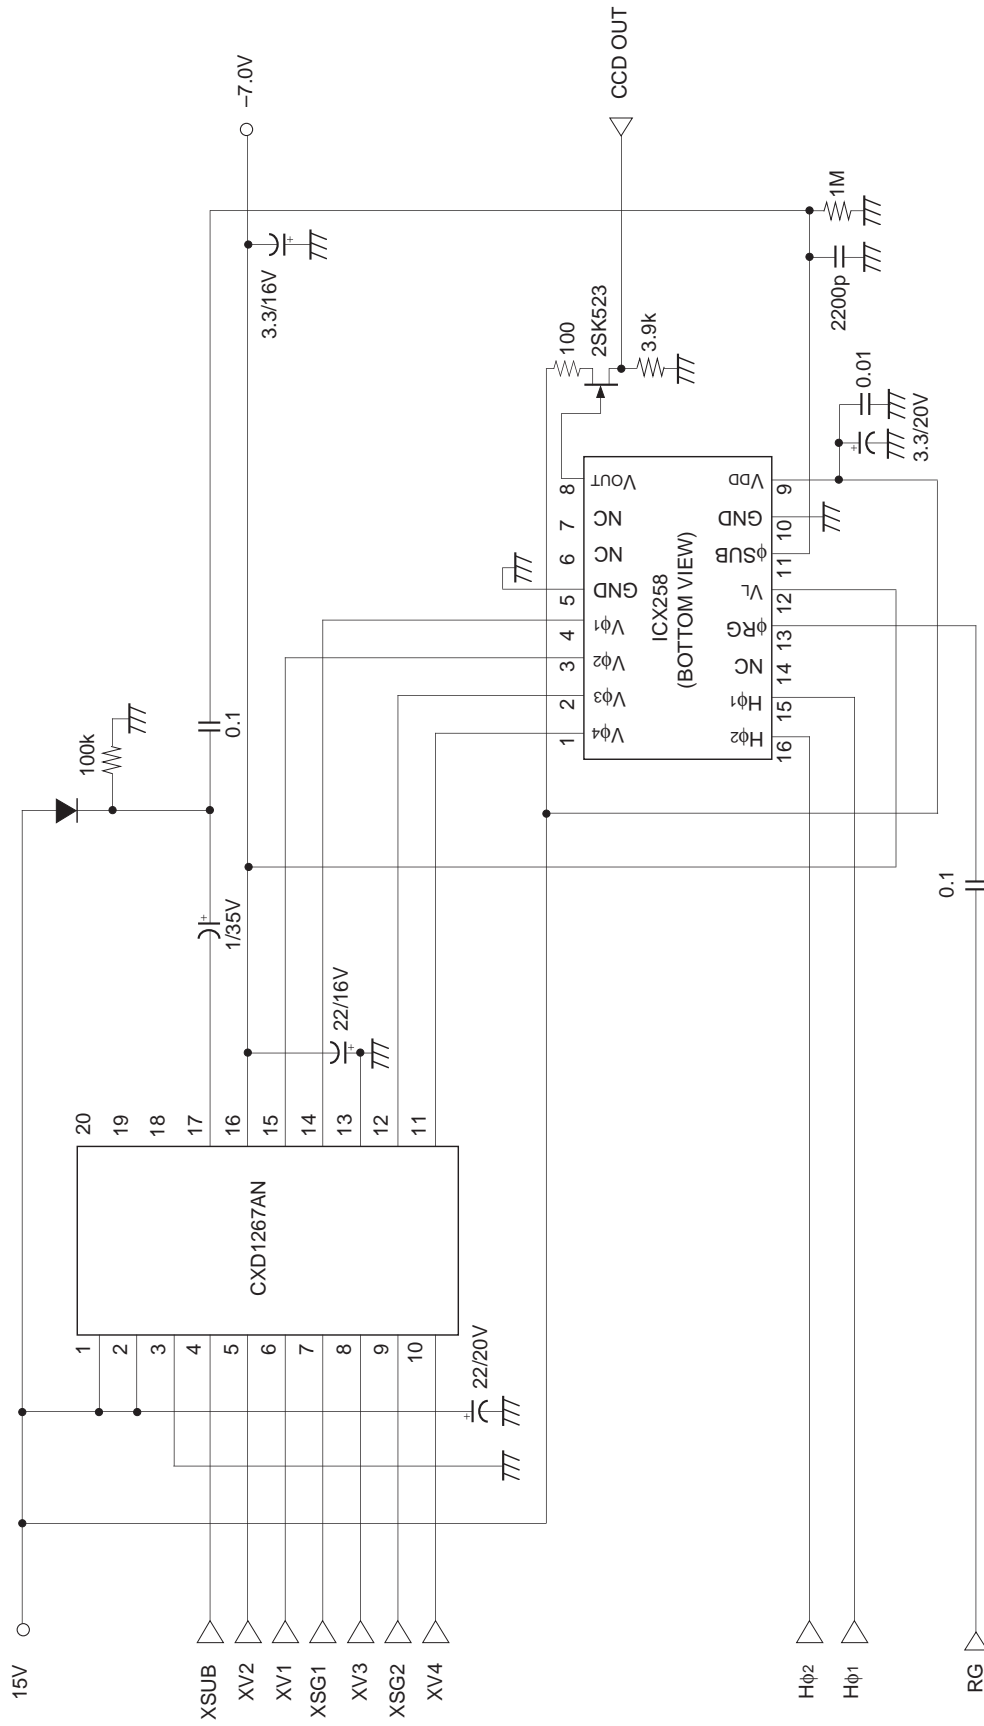 15V
XSUB
XV2
XV1
XSG1
XV3
XSG2
XV4
Hϕ2
Hϕ1
RG
22/20V
1
2
3
4
5
6
7
8
9
10
CXD1267AN
20
19
18
17
16
15
14
13
12
11
22/16V
1/35V
100k
0.1
3.3/16V
–7.0V
0.1
1
2
3
4
5
6
7
8
Vϕ4
Vϕ3
Vϕ2
Vϕ1
GND
NC
NC
VOUT
ICX258
(BOTTOM VIEW)
Hϕ2
Hϕ1
NC
ϕRG
VL
ϕSUB
GND
VDD
16
15
14
13
12
11
10
9
100
2SK523
3.9k
CCD OUT
3.3/20V
0.01
2200p
1M